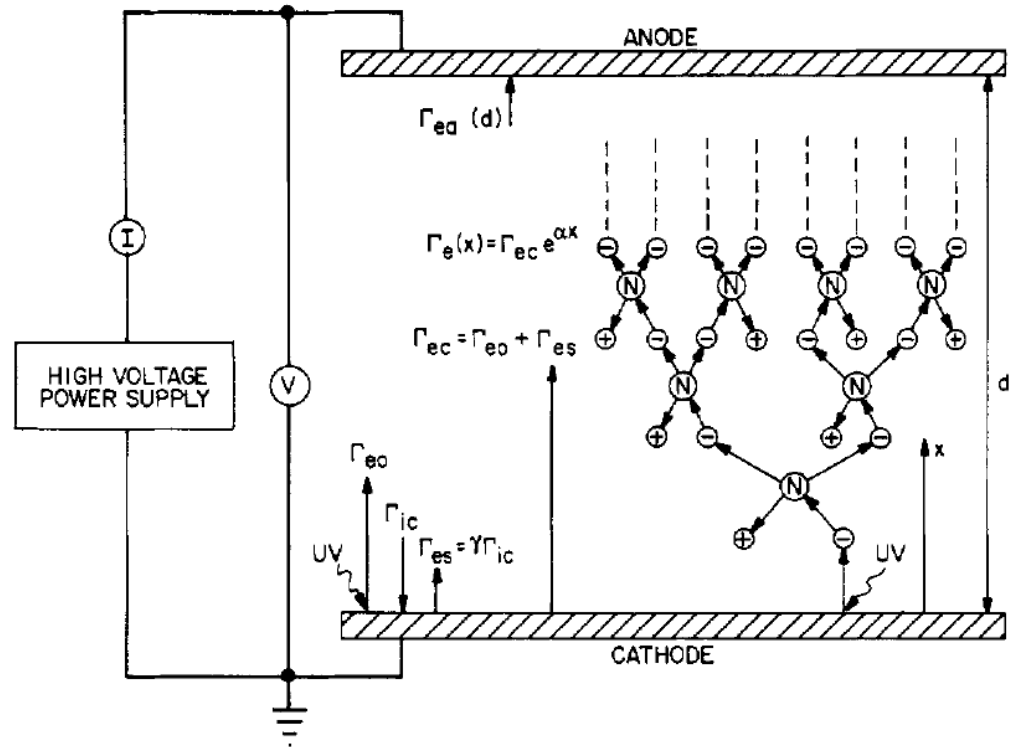 ANODE
Γea (d)
Γe(x) = Γec e^αx
I
Γec = Γeo + Γes
HIGH VOLTAGE
POWER SUPPLY
V
d
x
Γeo
Γic
UV
Γes = γΓic
UV
CATHODE
N
N
N
N
N
N
N